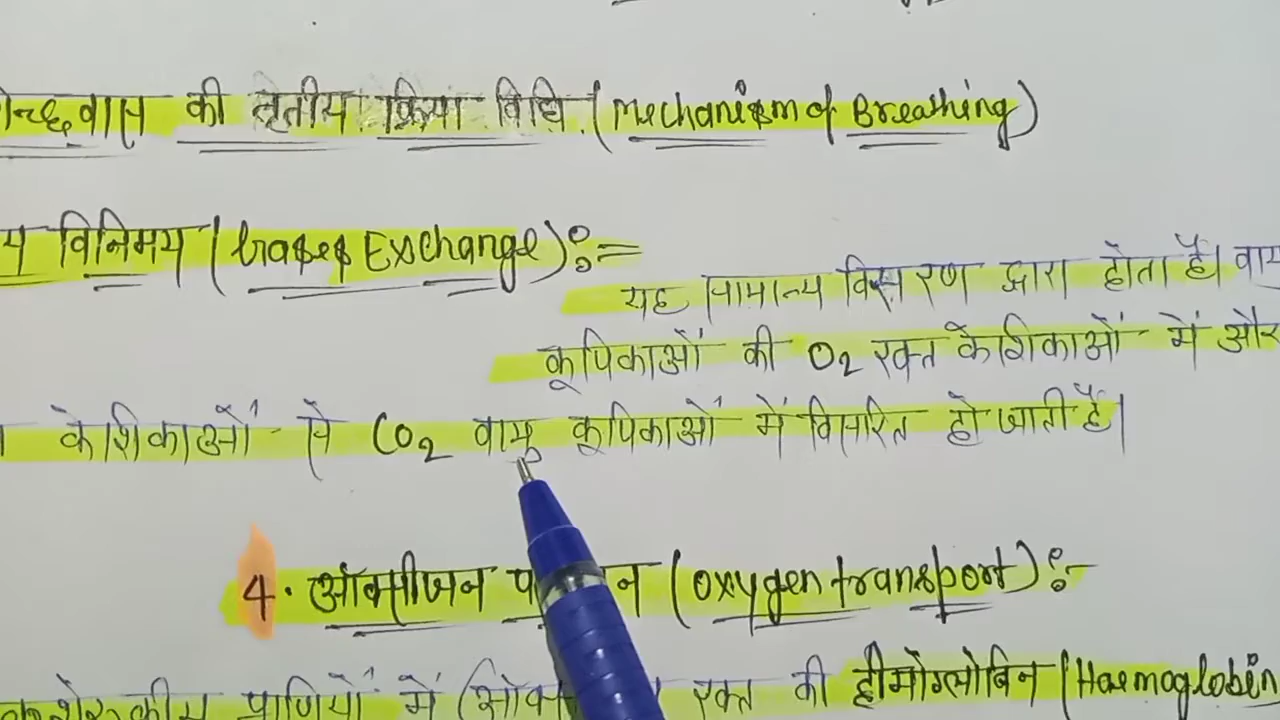 की तृतीय क्रिया विधि (Mechanism of Breathing)
विनिमय (Gases Exchange):=
यह सामान्य विसरण द्वारा होता है। वायु
कूपिकाओं की O2 रक्त केशिकाओं में और
केशिकाओं से CO2 वायु कूपिकाओं में विसरित हो जाती है।
4. ऑक्सीजन (Oxygen transport):-
कशेरुकीय प्राणियों में रक्त की हीमोग्लोबिन (Haemoglobin